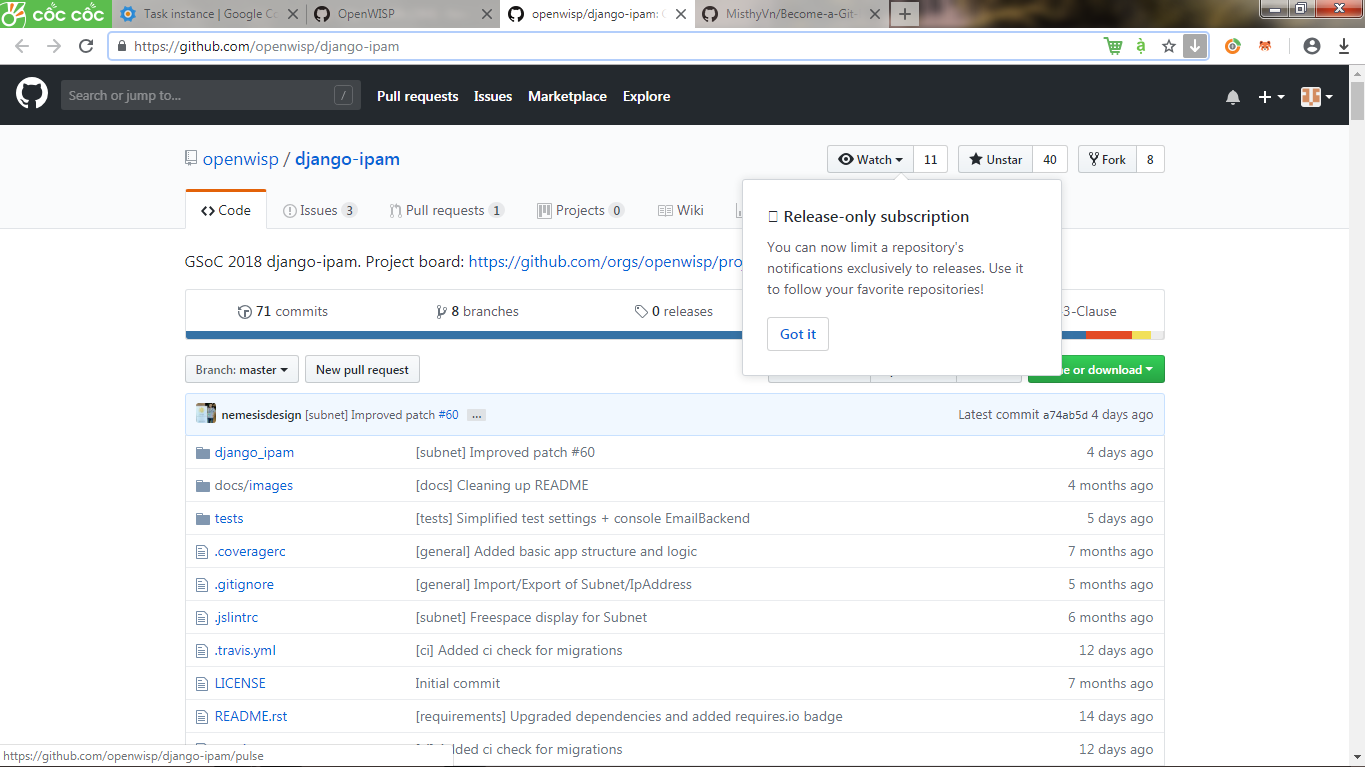 cốc cốc
Task instance | Google Co
OpenWISP
openwisp/django-ipam: G
MisthyVn/Become-a-Git-
https://github.com/openwisp/django-ipam
Search or jump to...
/
Pull requests
Issues
Marketplace
Explore
openwisp / django-ipam
Watch
11
Unstar
40
Fork
8
Code
Issues 3
Pull requests 1
Projects 0
Wiki
Release-only subscription
You can now limit a repository's
notifications exclusively to releases. Use it
to follow your favorite repositories!
Got it
GSoC 2018 django-ipam. Project board: https://github.com/orgs/openwisp/proj
71 commits
8 branches
0 releases
3-Clause
Branch: master
New pull request
or download
nemesisdesign [subnet] Improved patch #60 ...
Latest commit a74ab5d 4 days ago
django_ipam
[subnet] Improved patch #60
4 days ago
docs/images
[docs] Cleaning up README
4 months ago
tests
[tests] Simplified test settings + console EmailBackend
5 days ago
.coveragerc
[general] Added basic app structure and logic
7 months ago
.gitignore
[general] Import/Export of Subnet/IpAddress
5 months ago
.jslintrc
[subnet] Freespace display for Subnet
6 months ago
.travis.yml
[ci] Added ci check for migrations
12 days ago
LICENSE
Initial commit
7 months ago
README.rst
[requirements] Upgraded dependencies and added requires.io badge
14 days ago
ci check for migrations
12 days ago
https://github.com/openwisp/django-ipam/pulse